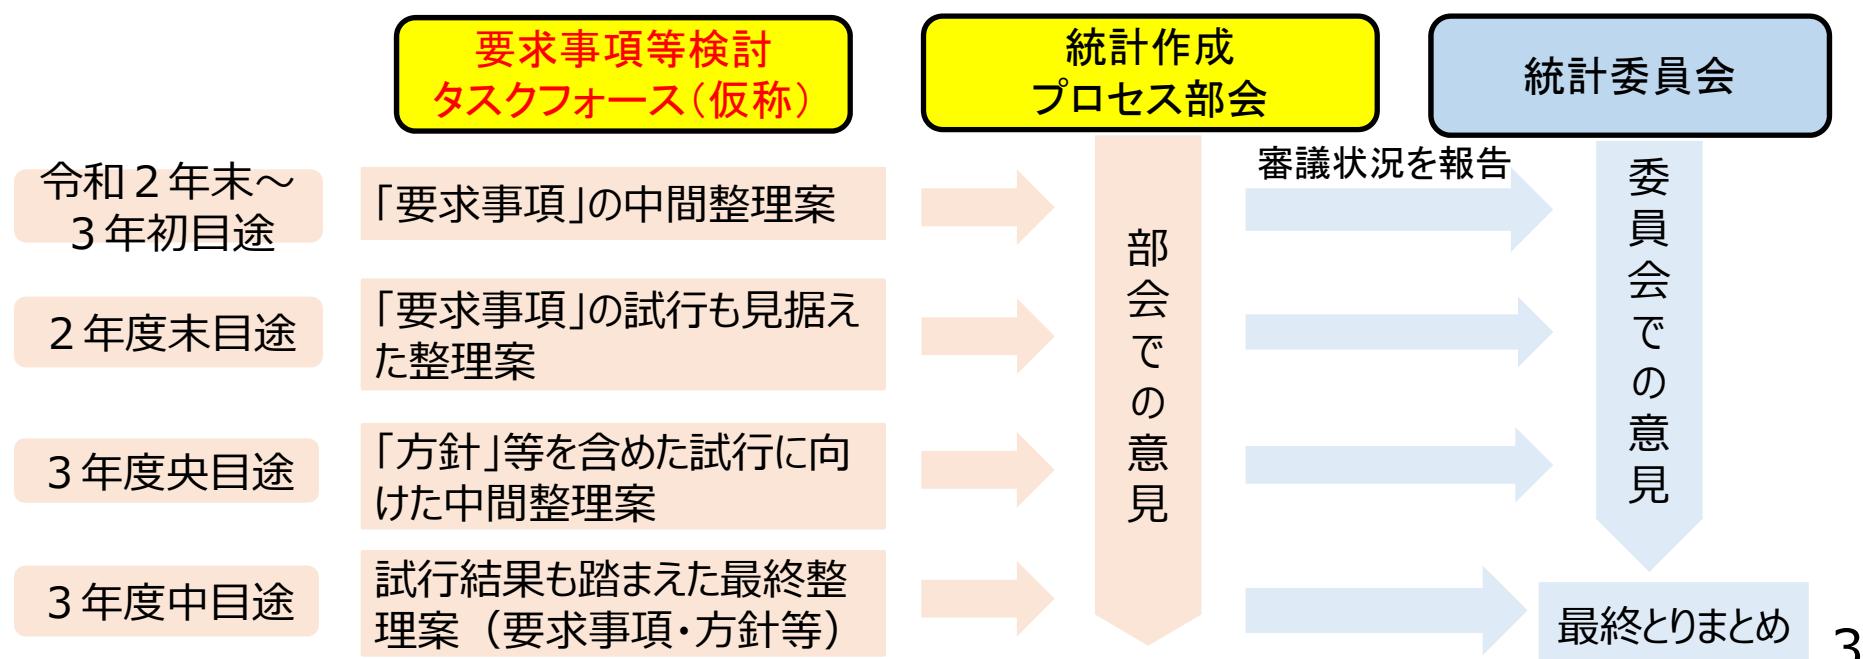 要求事項等検討
タスクフォース（仮称）
統計作成
プロセス部会
統計委員会
審議状況を報告
令和２年末～
３年初目途
「要求事項」の中間整理案
２年度末目途
「要求事項」の試行も見据え
た整理案
３年度央目途
「方針」等を含めた試行に向
けた中間整理案
３年度中目途
試行結果も踏まえた最終整
理案（要求事項・方針等）
部会での意見
委員会での意見
最終とりまとめ
3